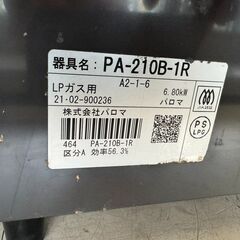 器具名: PA-210B-1R
A2-1-6
LPガス用 6.80kW
21・02-900236 パロマ
株式会社パロマ
464 PA-210B-1R
区分A 効率56.3%
PS
LPG